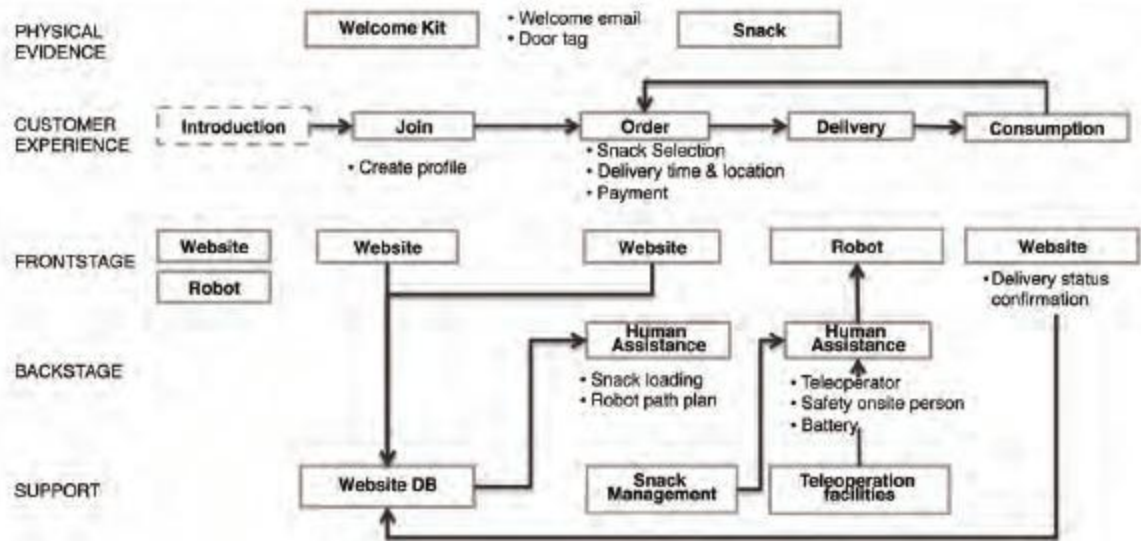 PHYSICAL
EVIDENCE
Welcome Kit
• Welcome email
• Door tag
Snack
CUSTOMER
EXPERIENCE
Introduction
Join
Order
Delivery
Consumption
• Create profile
• Snack Selection
• Delivery time & location
• Payment
FRONTSTAGE
Website
Robot
Website
Website
Robot
Website
• Delivery status
confirmation
BACKSTAGE
Human
Assistance
• Snack loading
• Robot path plan
Human
Assistance
• Teleoperator
• Safety onsite person
• Battery
SUPPORT
Website DB
Snack
Management
Teleoperation
facilities